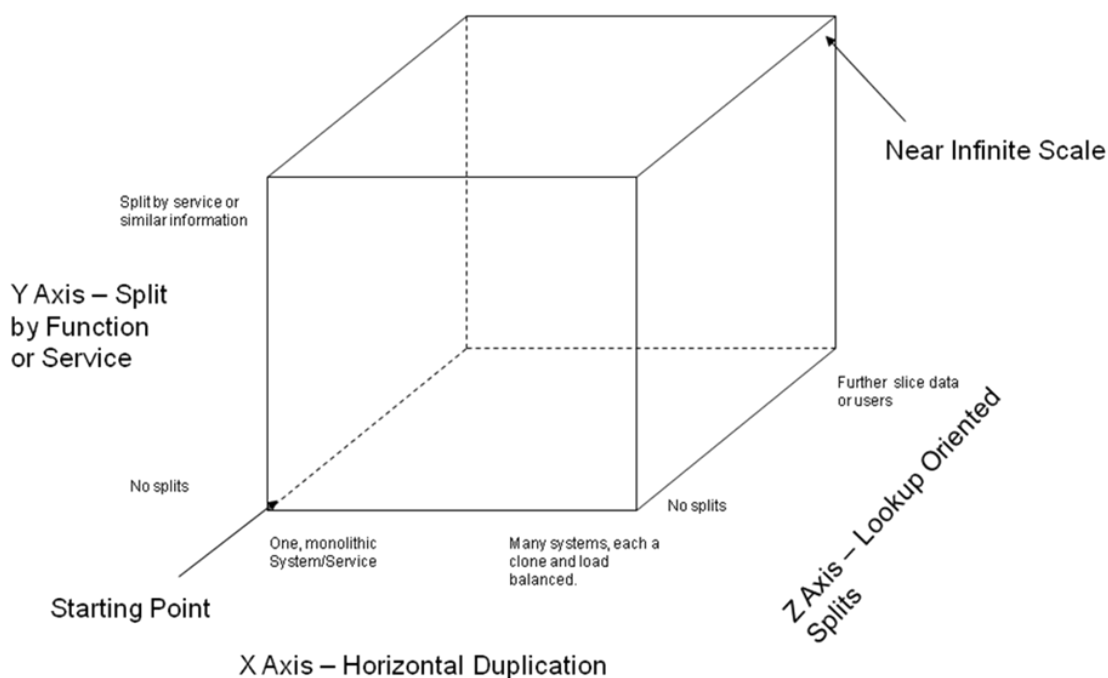 Near Infinite Scale
Split by service or
similar information
Y Axis – Split
by Function
or Service
Further slice data
or users
No splits
No splits
One, monolithic
System/Service
Many systems, each a
clone and load
balanced.
Z Axis – Lookup Oriented
Splits
Starting Point
X Axis – Horizontal Duplication